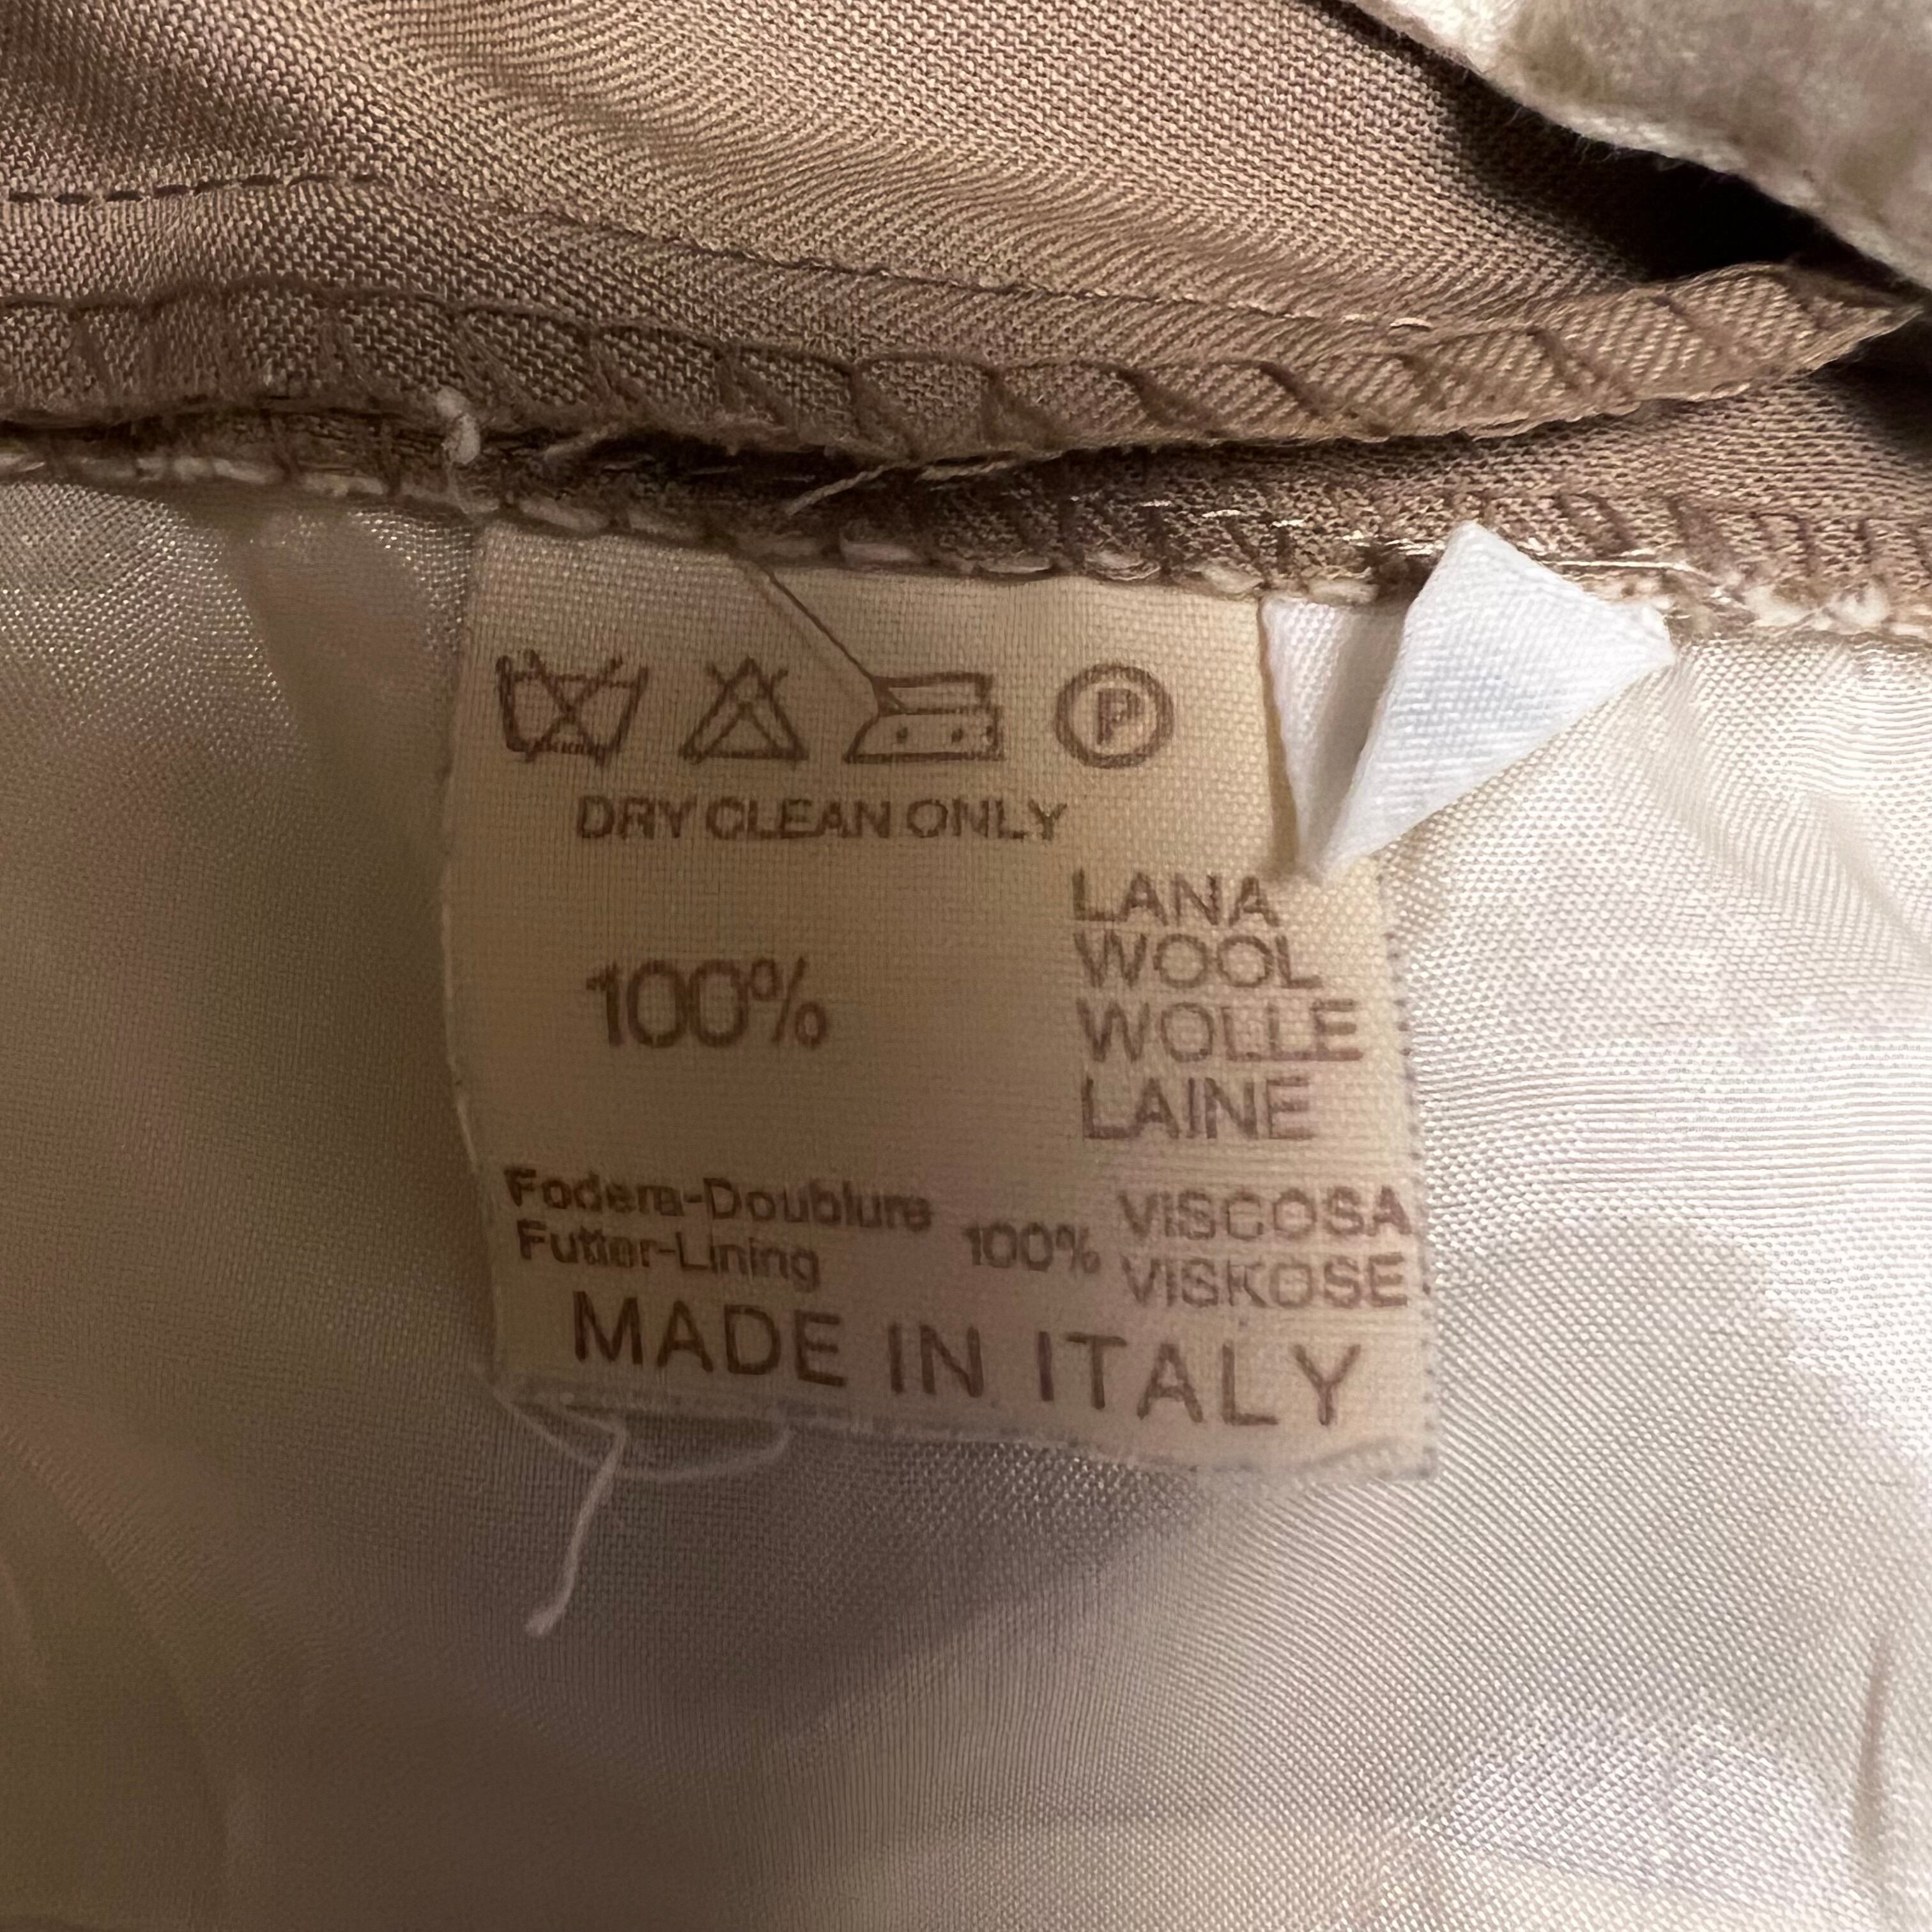 P
DRY CLEAN ONLY
LANA
WOOL
100% WOLLE
LAINE
Fodera-Doublure VISCOSA
Futter-Lining 100% VISKOSE
MADE IN ITALY